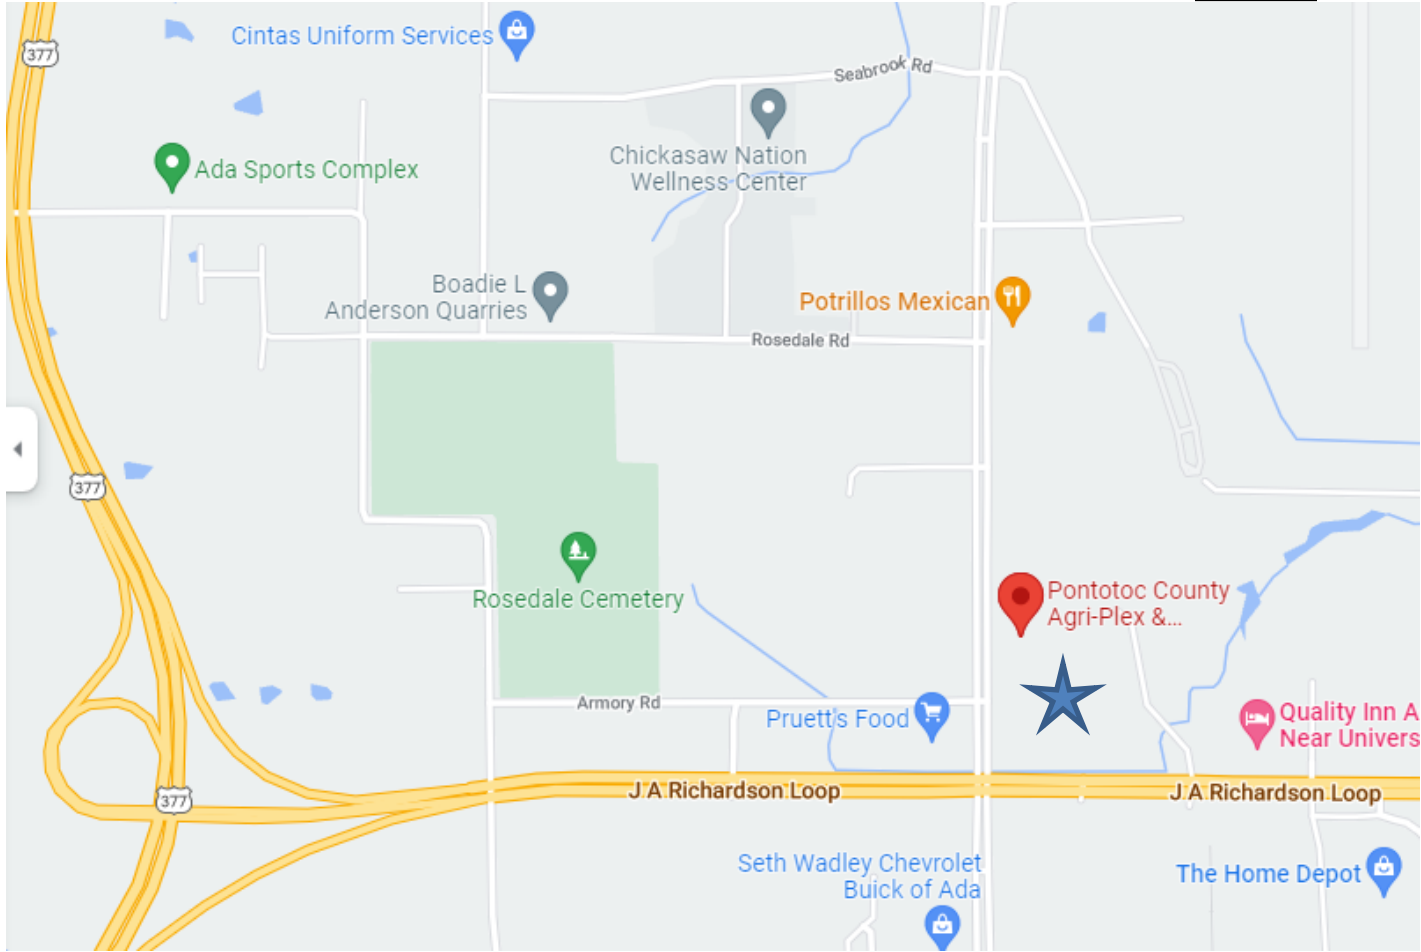 377
Cintas Uniform Services
Seabrook Rd
Chickasaw Nation
Wellness Center
Ada Sports Complex
Boadie L
Anderson Quarries
Potrillos Mexican
Rosedale Rd
377
Rosedale Cemetery
Pontotoc County
Agri-Plex &...
Armory Rd
Pruett's Food
Quality Inn A
Near Univers
377
J A Richardson Loop
J A Richardson Loop
Seth Wadley Chevrolet
Buick of Ada
The Home Depot